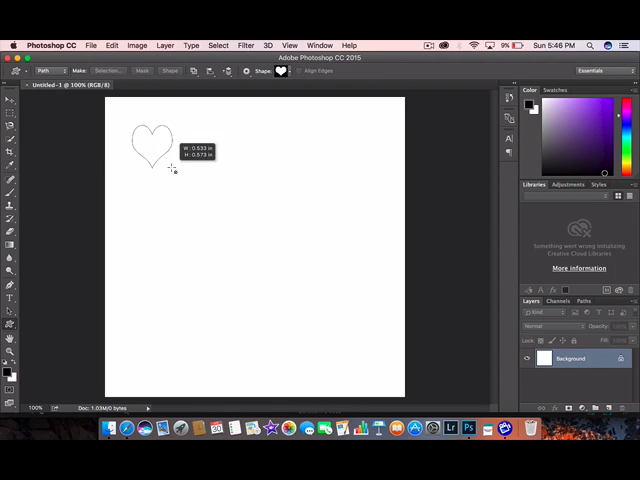 Photoshop CC File Edit Image Layer Type Select Filter 3D View Window Help 9% Sun 5:46 PM
Adobe Photoshop CC 2015
Path Make: Selection... Mask Shape Shape: Align Edges Essentials
Untitled-1 @ 100% (RGB/8)
Color Swatches
W: 0.533 in
H: 0.573 in
Libraries Adjustments Styles
Something went wrong initializing
Creative Cloud Libraries
More information
Layers Channels Paths
Kind
Normal Opacity:
Lock: Fill:
Background
100% Doc: 1.03M/0 bytes